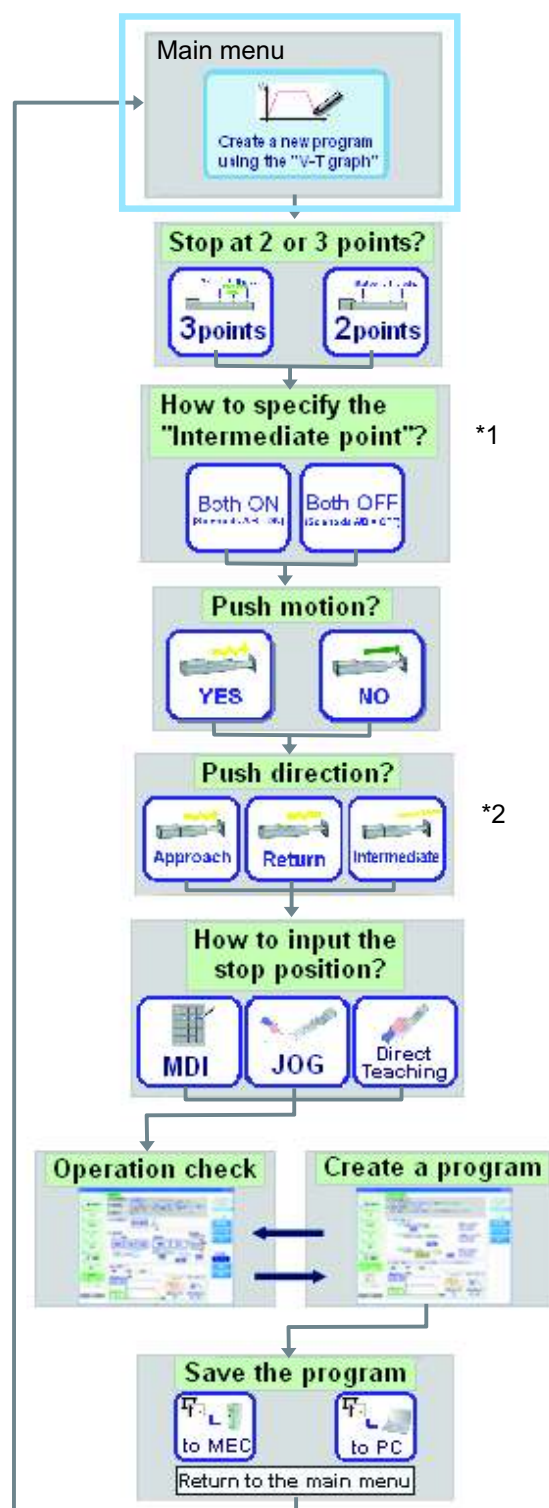 Main menu
V
Create a new program
using the "V-T graph"
Stop at 2 or 3 points?
3points
2points
How to specify the
"Intermediate point"?
*1
Both ON
Both OFF
Push motion?
YES
NO
Push direction?
*2
Approach
Return
Intermediate
How to input the
stop position?
MDI
JOG
Direct
Teaching
Operation check
Create a program
Save the program
to MEC
to PC
Return to the main menu